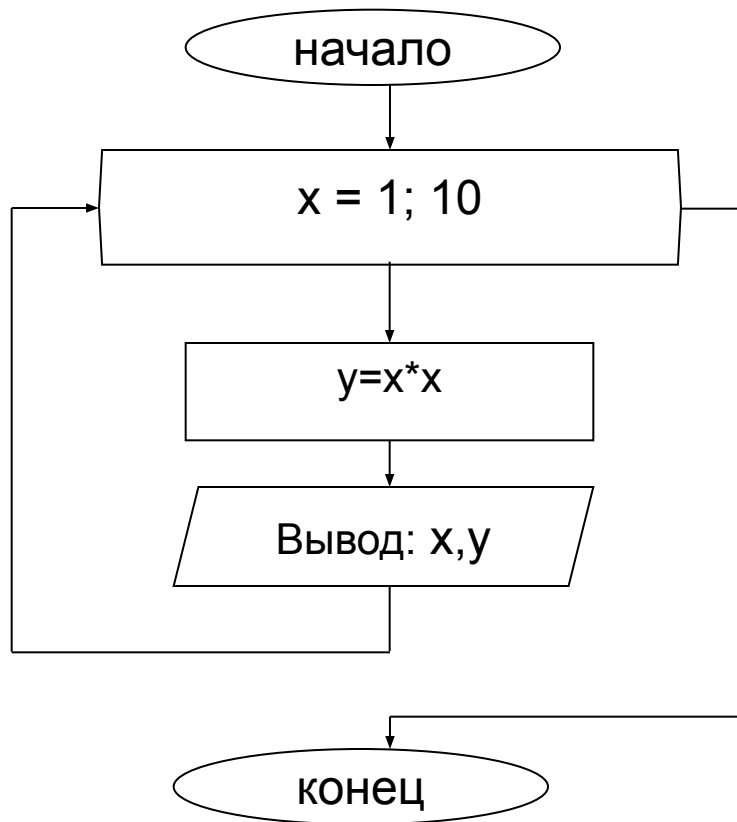 начало
x = 1; 10
y=x*x
Вывод: x,y
конец